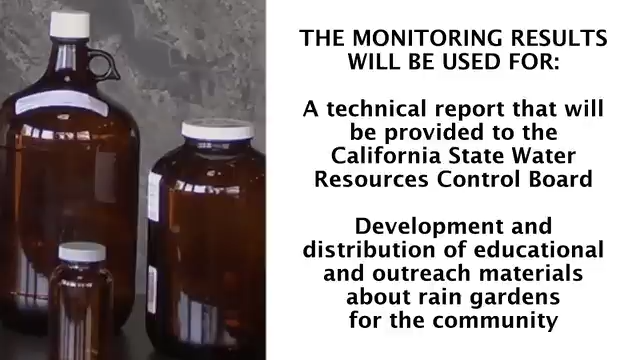 THE MONITORING RESULTS
WILL BE USED FOR:
A technical report that will
be provided to the
California State Water
Resources Control Board
Development and
distribution of educational
and outreach materials
about rain gardens
for the community